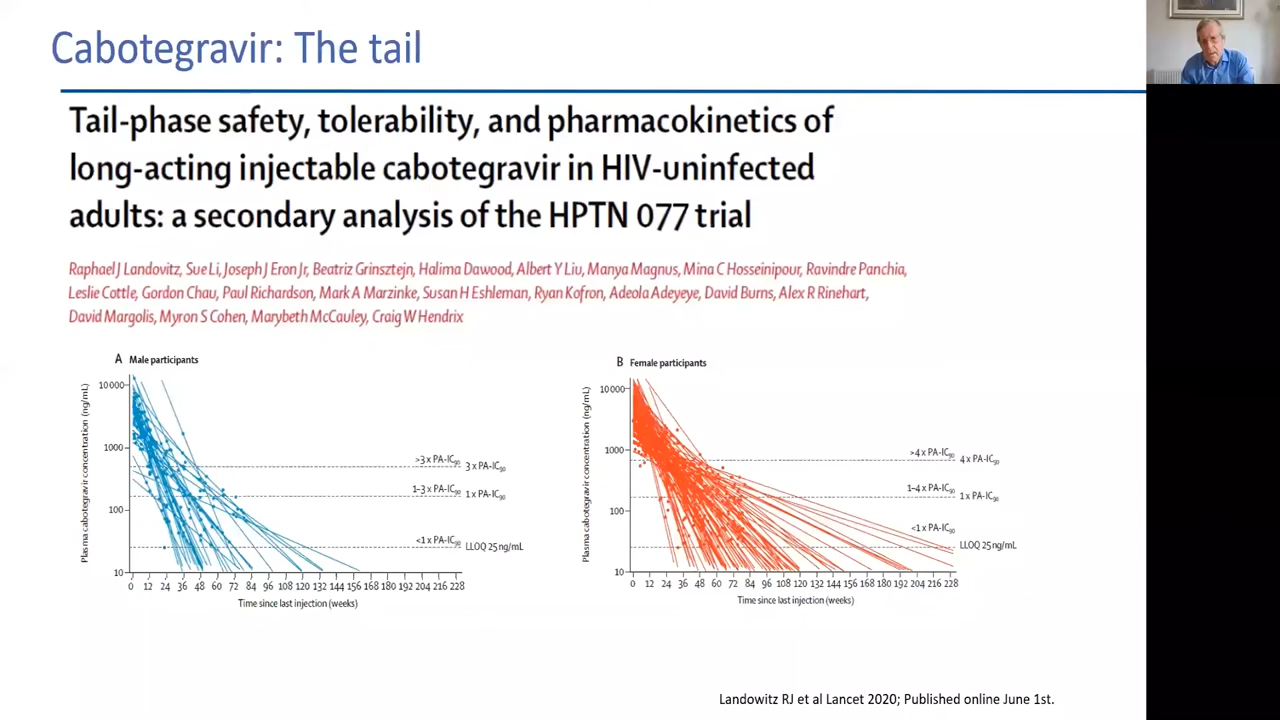 Cabotegravir: The tail
Tail-phase safety, tolerability, and pharmacokinetics of
long-acting injectable cabotegravir in HIV-uninfected
adults: a secondary analysis of the HPTN 077 trial
Raphael J Landovitz, Sue Li, Joseph J Eron Jr, Beatriz Grinsztejn, Halima Dawood, Albert Y Liu, Manya Magnus, Mina C Hosseinipour, Ravindre Panchia,
Leslie Cottle, Gordon Chau, Paul Richardson, Mark A Marzinke, Susan H Eshleman, Ryan Kofron, Adeola Adeyeye, David Burns, Alex R Rinehart,
David Margolis, Myron S Cohen, Marybeth McCauley, Craig W Hendrix
A Male participants
Plasma cabotegravir concentration (ng/mL)
10 000
1000
100
10
>3 x PA-IC90
3 x PA-IC90
1–3 x PA-IC90
1 x PA-IC90
<1 x PA-IC90
LLOQ 25 ng/mL
0 12 24 36 48 60 72 84 96 108 120 132 144 156 168 180 192 204 216 228
Time since last injection (weeks)
B Female participants
Plasma cabotegravir concentration (ng/mL)
10 000
1000
100
10
>4 x PA-IC90
4 x PA-IC90
1–4 x PA-IC90
1 x PA-IC90
<1 x PA-IC90
LLOQ 25 ng/mL
0 12 24 36 48 60 72 84 96 108 120 132 144 156 168 180 192 204 216 228
Time since last injection (weeks)
Landowitz RJ et al Lancet 2020; Published online June 1st.